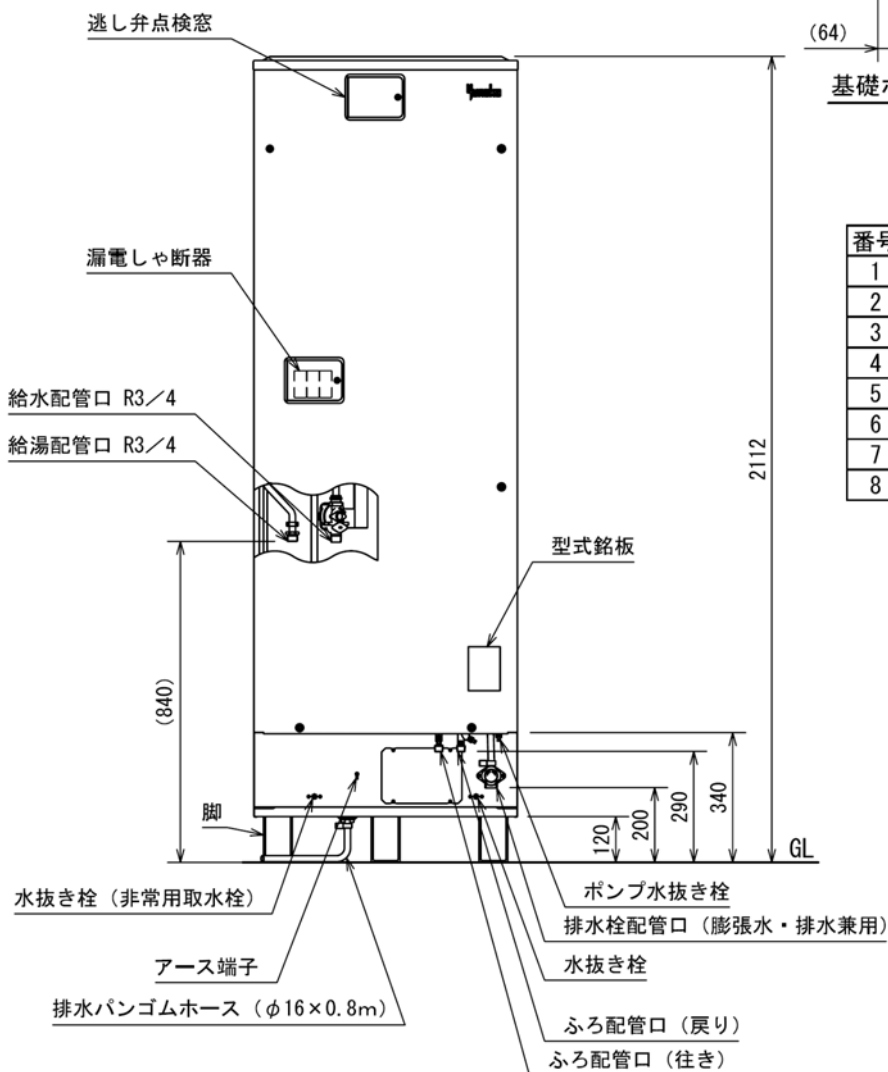 逃し弁点検窓
(64)
基礎
番号
1
2
3
4
5
6
7
8
漏電しゃ断器
給水配管口 R3/4
給湯配管口 R3/4
2112
型式銘板
(840)
脚
120
200
290
340
GL
水抜き栓(非常用取水栓)
ポンプ水抜き栓
排水栓配管口(膨張水・排水兼用)
アース端子
水抜き栓
排水パンゴムホース(φ16×0.8m)
ふろ配管口(戻り)
ふろ配管口(往き)